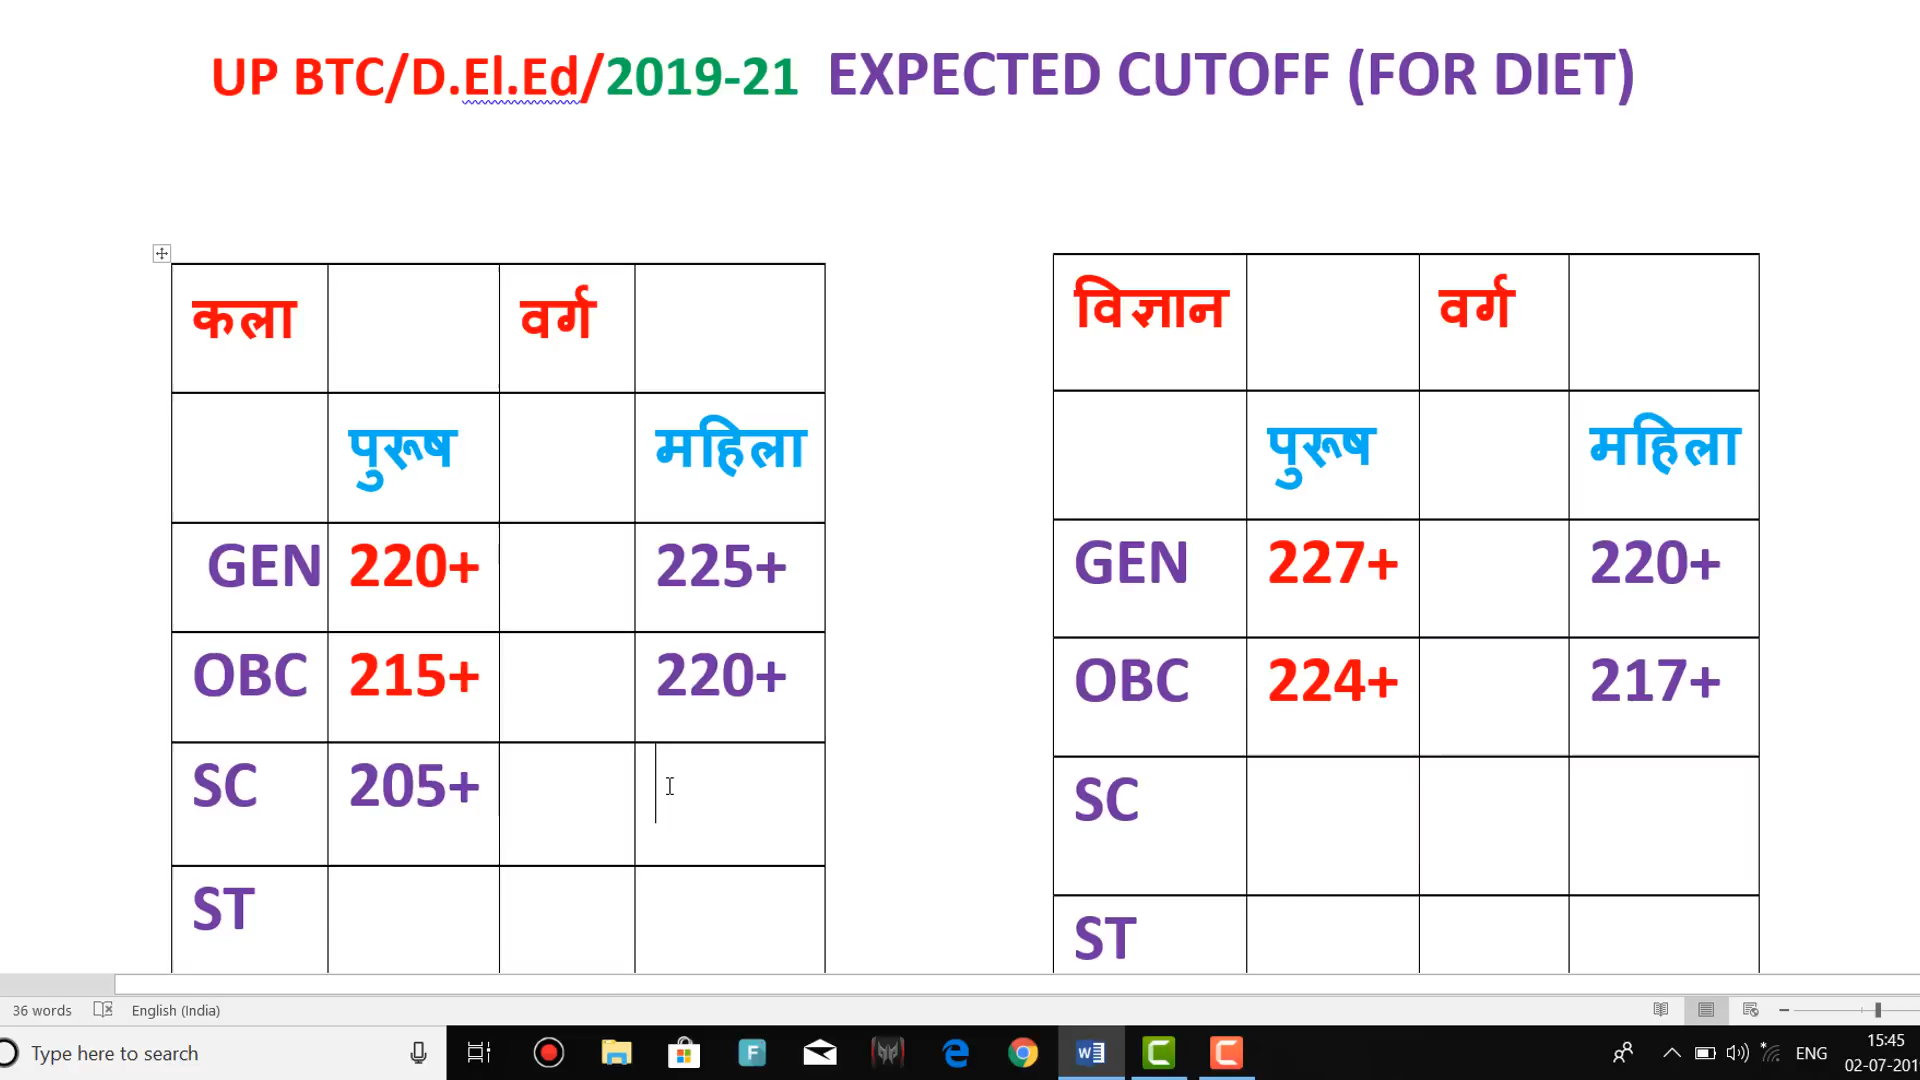 UP BTC/D.El.Ed/2019-21 EXPECTED CUTOFF (FOR DIET)
कला वर्ग
पुरूष महिला
GEN 220+ 225+
OBC 215+ 220+
SC 205+
ST
विज्ञान वर्ग
पुरूष महिला
GEN 227+ 220+
OBC 224+ 217+
SC
ST
36 words English (India)
Type here to search
ENG
15:45
02-07-201